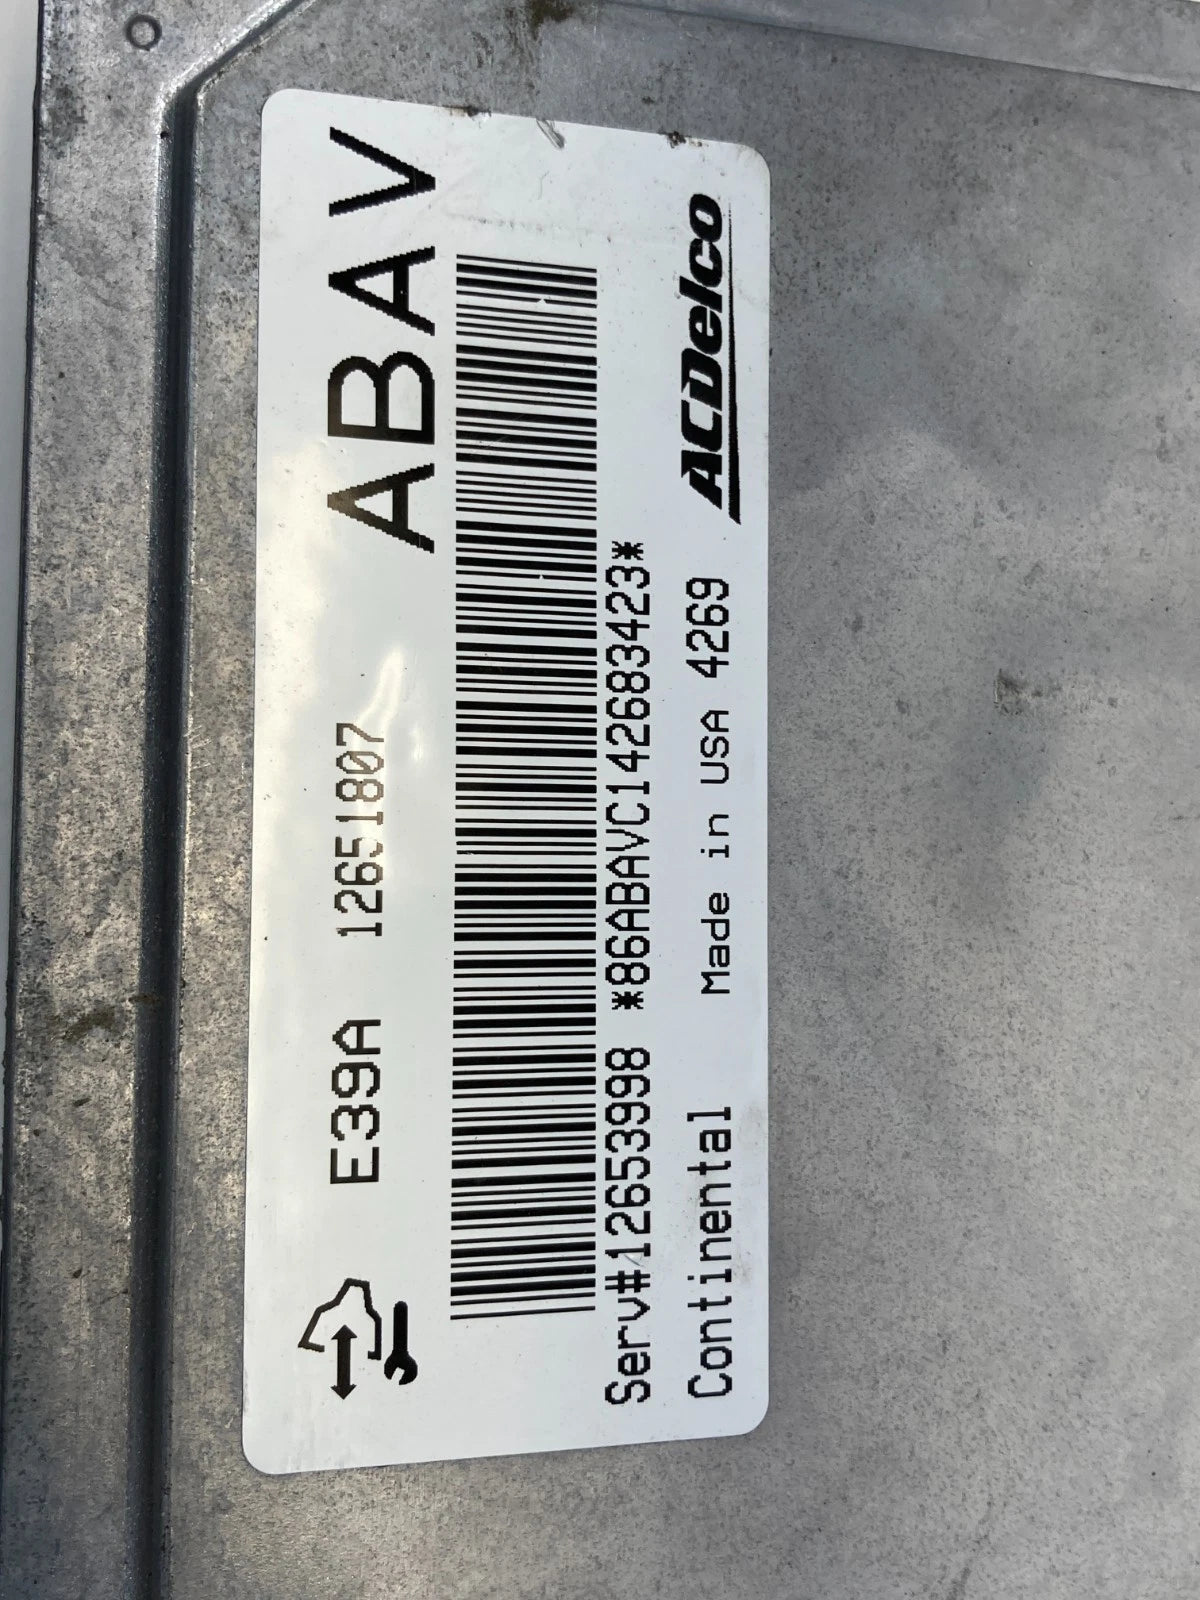 E39A 12651807 ABAV
Serv#12653998 *86ABAVC142683423*
Continental Made in USA 4269 ACDelco